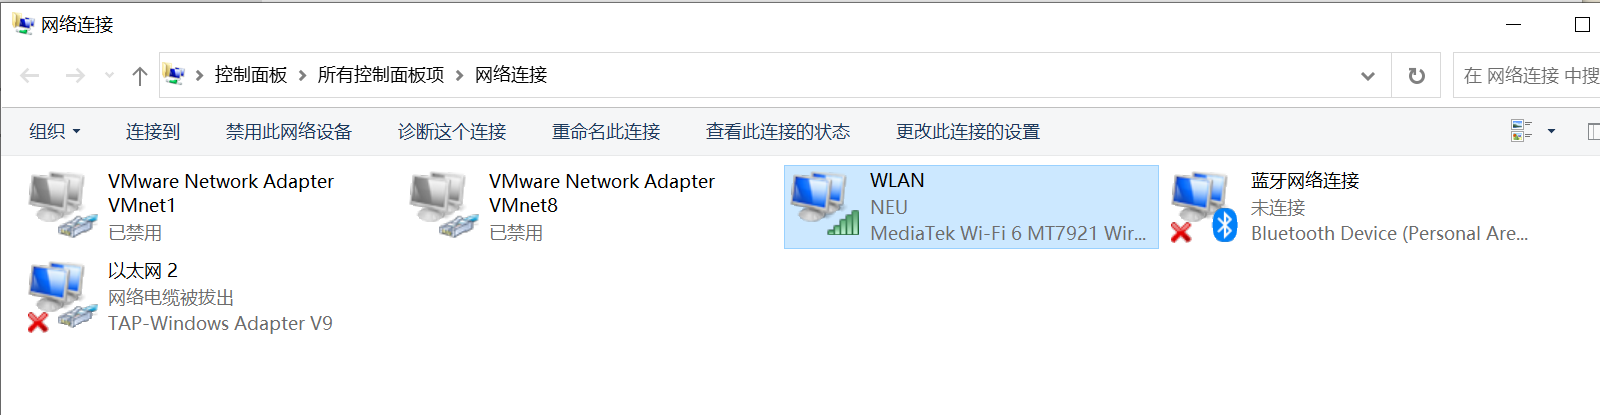 网络连接
控制面板 所有控制面板项 网络连接
在 网络连接 中搜
组织 连接到 禁用此网络设备 诊断这个连接 重命名此连接 查看此连接的状态 更改此连接的设置
VMware Network Adapter
VMnet1
已禁用
VMware Network Adapter
VMnet8
已禁用
WLAN
NEU
MediaTek Wi-Fi 6 MT7921 Wir...
蓝牙网络连接
未连接
Bluetooth Device (Personal Are...
以太网 2
网络电缆被拔出
TAP-Windows Adapter V9